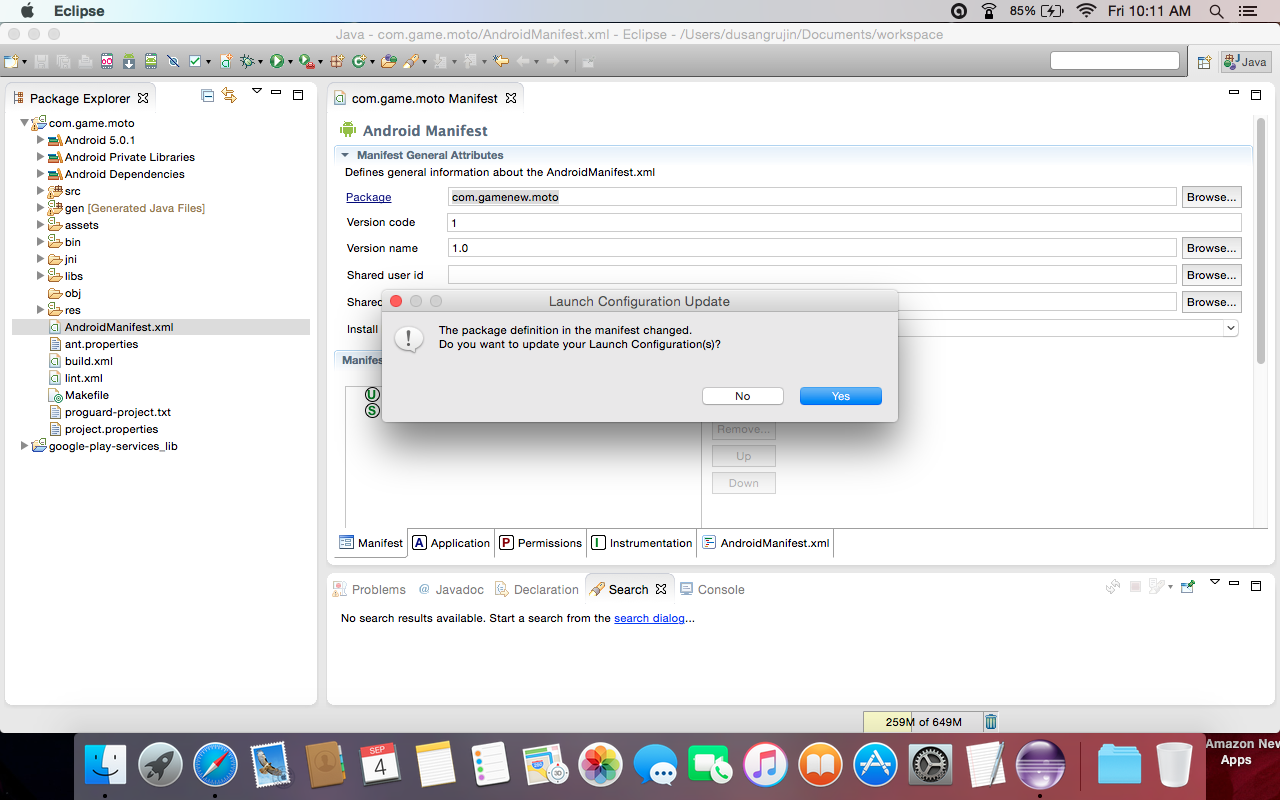 Eclipse
85%
Fri 10:11 AM
Java - com.game.moto/AndroidManifest.xml - Eclipse - /Users/dusangrujin/Documents/workspace
Java
Package Explorer
com.game.moto
Android 5.0.1
Android Private Libraries
Android Dependencies
src
gen [Generated Java Files]
assets
bin
jni
libs
obj
res
AndroidManifest.xml
ant.properties
build.xml
lint.xml
Makefile
proguard-project.txt
project.properties
google-play-services_lib
com.game.moto Manifest
Android Manifest
Manifest General Attributes
Defines general information about the AndroidManifest.xml
Package com.gamenew.moto Browse...
Version code 1
Version name 1.0 Browse...
Shared user id Browse...
Shared Browse...
Install
Manifes
U
S
Launch Configuration Update
The package definition in the manifest changed.
Do you want to update your Launch Configuration(s)?
No Yes
Remove...
Up
Down
Manifest A Application P Permissions I Instrumentation AndroidManifest.xml
Problems @ Javadoc Declaration Search Console
No search results available. Start a search from the search dialog...
259M of 649M
SEP
4
Amazon New
Apps